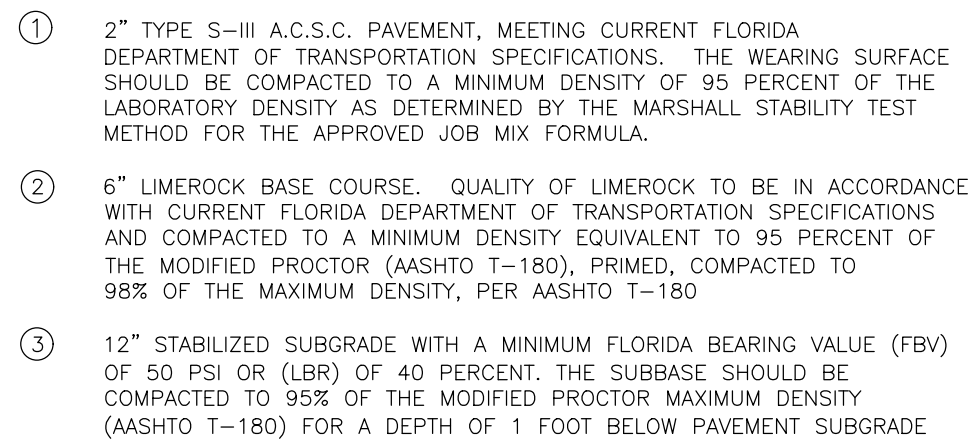 1 2” TYPE S–III A.C.S.C. PAVEMENT, MEETING CURRENT FLORIDA
DEPARTMENT OF TRANSPORTATION SPECIFICATIONS. THE WEARING SURFACE
SHOULD BE COMPACTED TO A MINIMUM DENSITY OF 95 PERCENT OF THE
LABORATORY DENSITY AS DETERMINED BY THE MARSHALL STABILITY TEST
METHOD FOR THE APPROVED JOB MIX FORMULA.
2 6” LIMEROCK BASE COURSE. QUALITY OF LIMEROCK TO BE IN ACCORDANCE
WITH CURRENT FLORIDA DEPARTMENT OF TRANSPORTATION SPECIFICATIONS
AND COMPACTED TO A MINIMUM DENSITY EQUIVALENT TO 95 PERCENT OF
THE MODIFIED PROCTOR (AASHTO T–180), PRIMED, COMPACTED TO
98% OF THE MAXIMUM DENSITY, PER AASHTO T–180
3 12” STABILIZED SUBGRADE WITH A MINIMUM FLORIDA BEARING VALUE (FBV)
OF 50 PSI OR (LBR) OF 40 PERCENT. THE SUBBASE SHOULD BE
COMPACTED TO 95% OF THE MODIFIED PROCTOR MAXIMUM DENSITY
(AASHTO T–180) FOR A DEPTH OF 1 FOOT BELOW PAVEMENT SUBGRADE